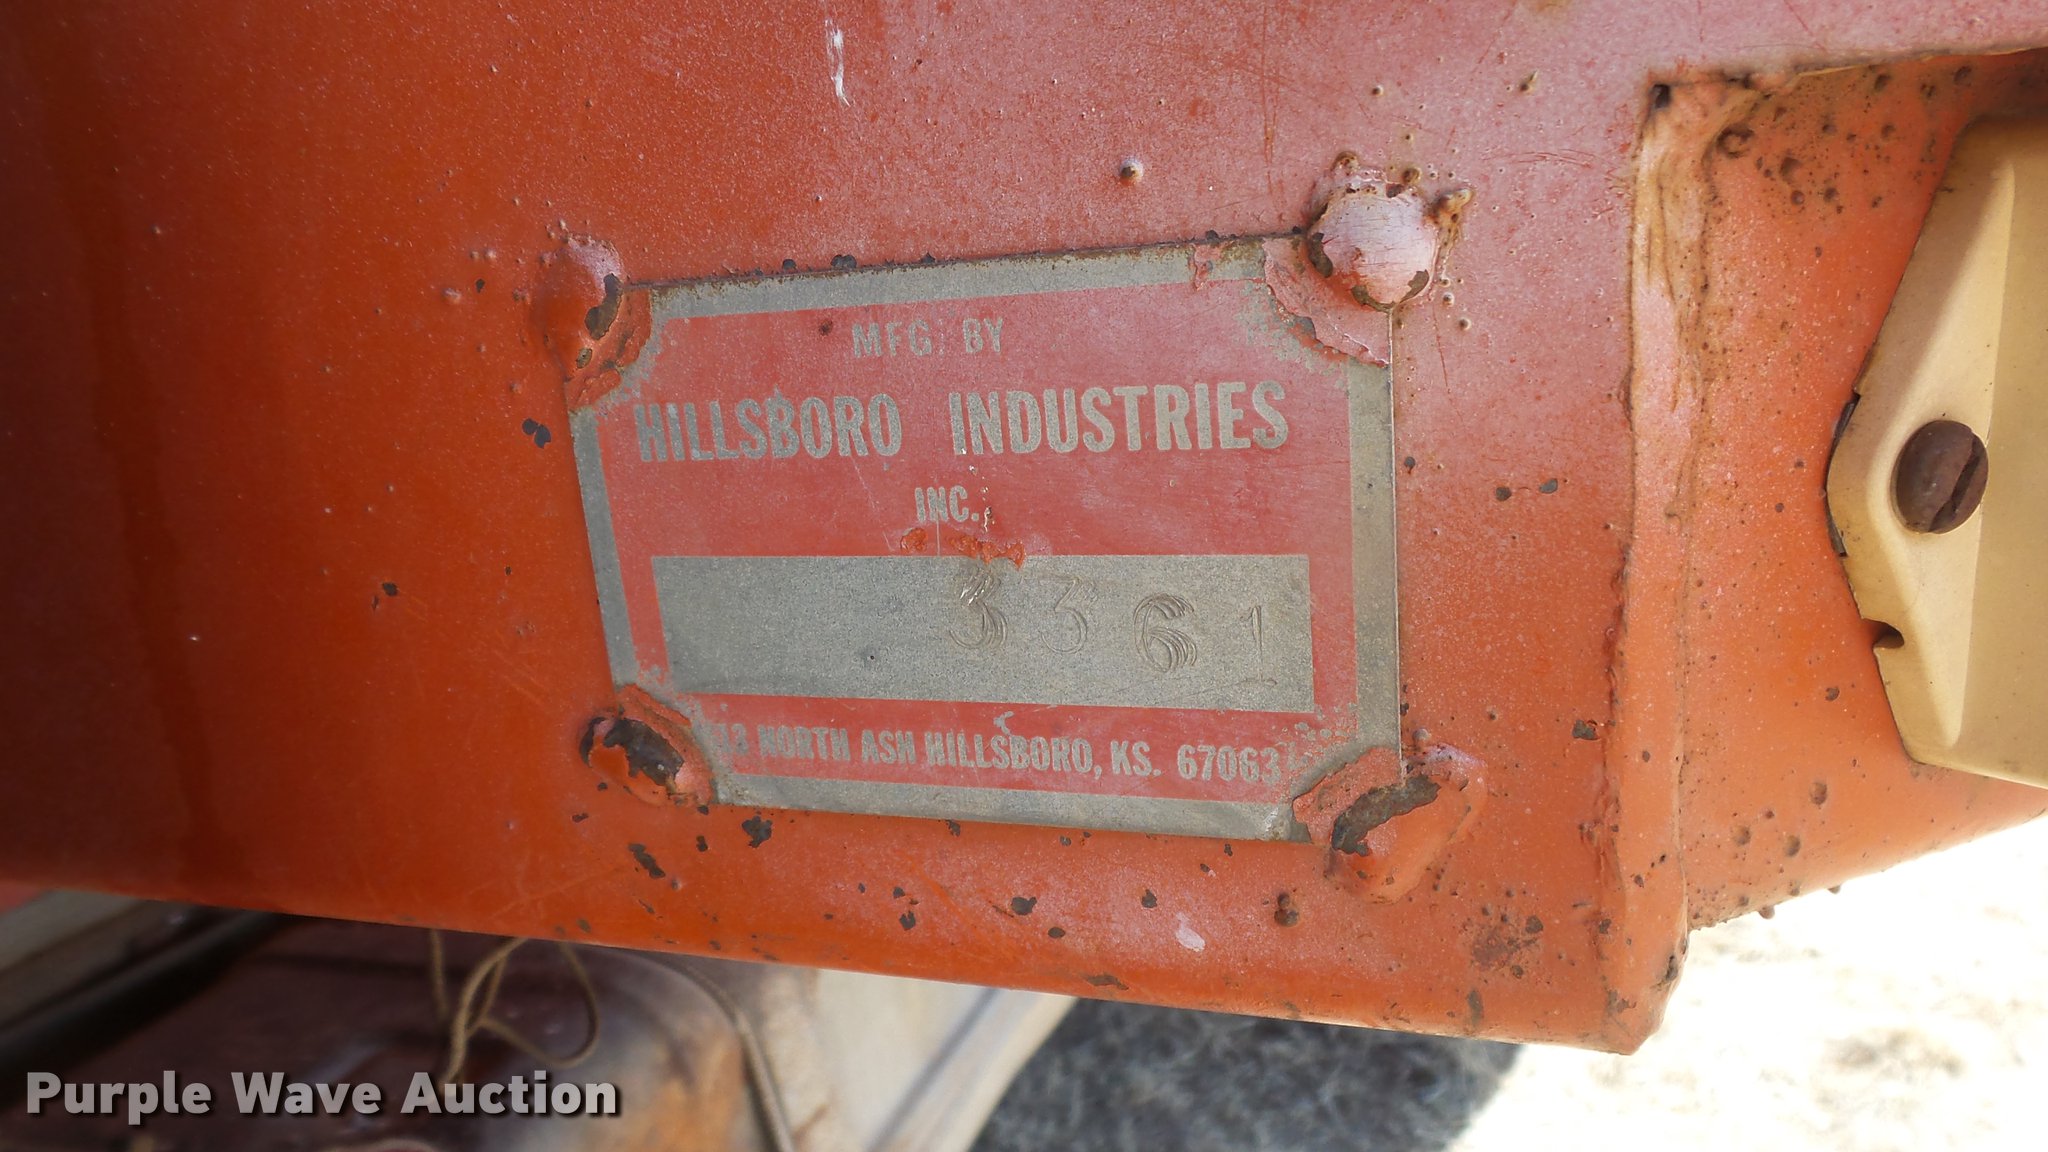 MFG. BY
HILLSBORO INDUSTRIES
INC.
3361
NORTH ASH HILLSBORO, KS. 67063
Purple Wave Auction